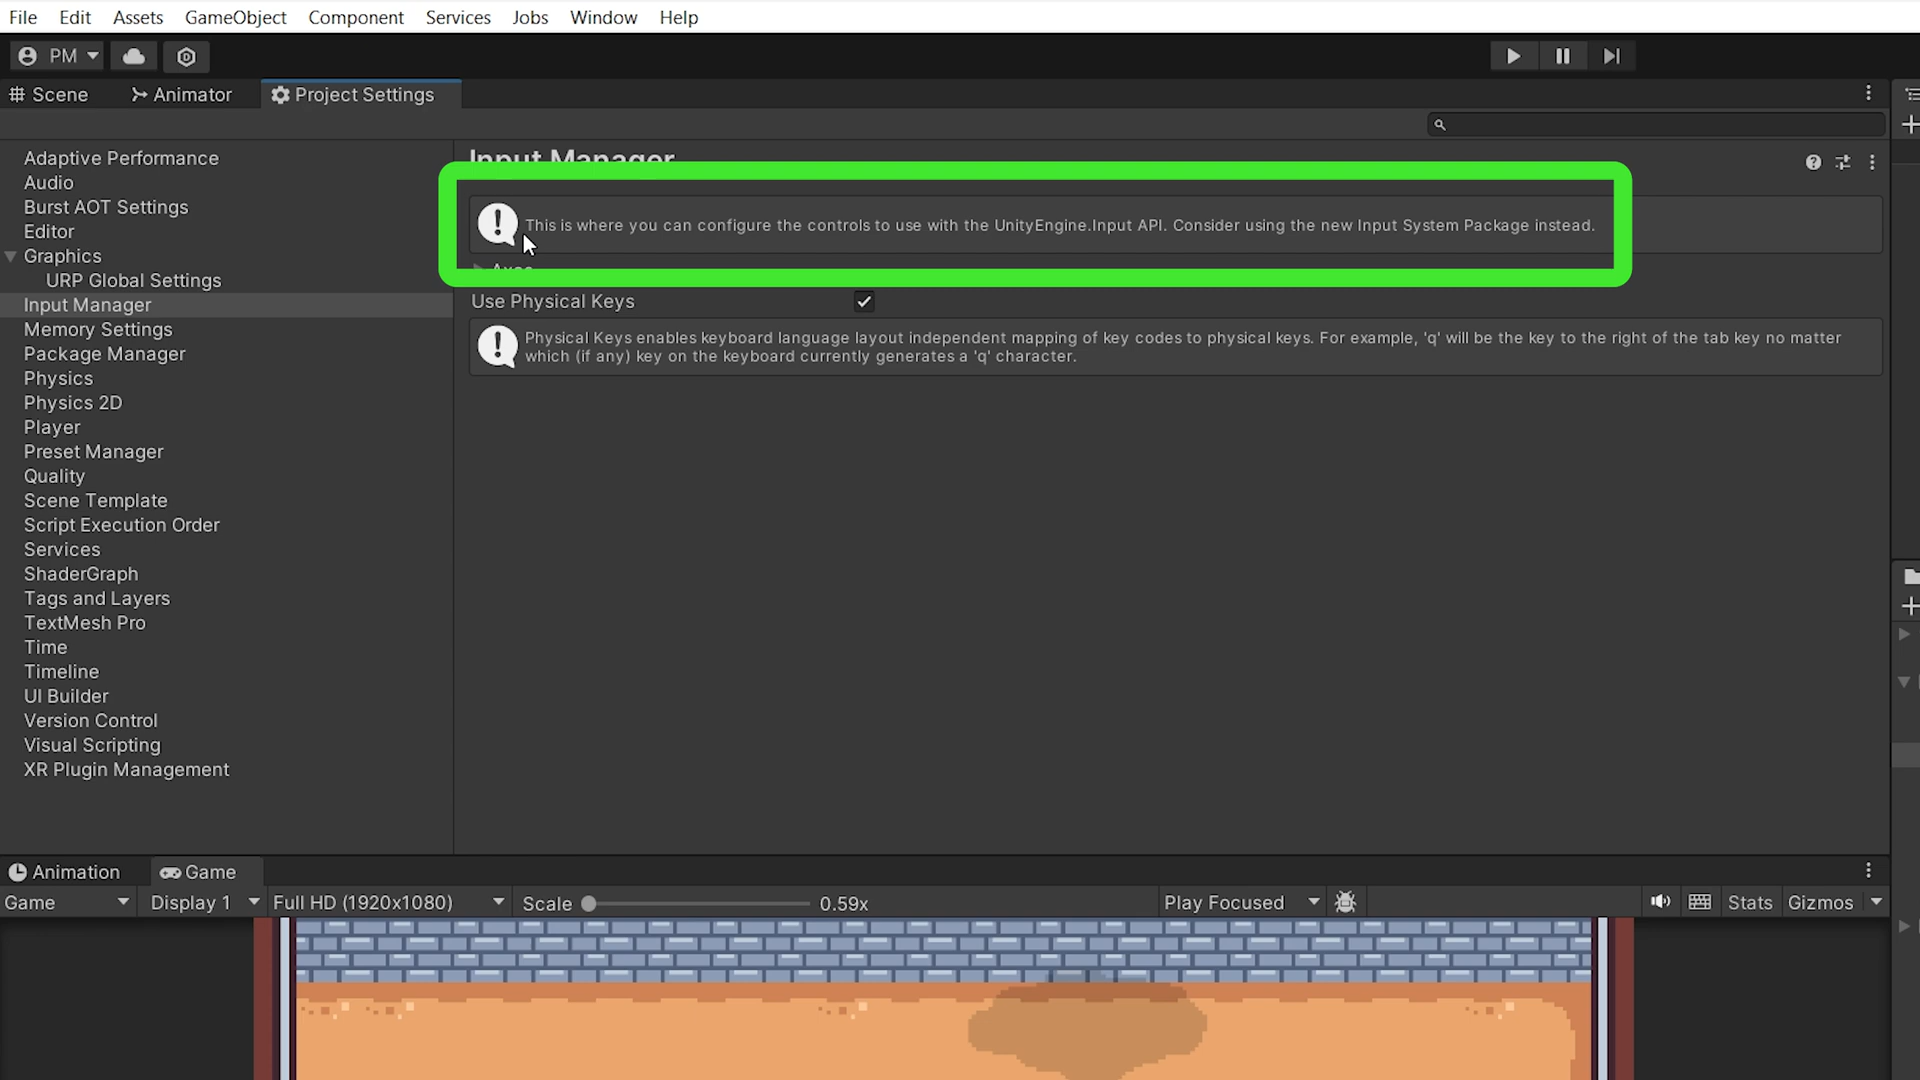 File Edit Assets GameObject Component Services Jobs Window Help
PM
Scene Animator Project Settings
Adaptive Performance
Audio
Burst AOT Settings
Editor
Graphics
URP Global Settings
Input Manager
Memory Settings
Package Manager
Physics
Physics 2D
Player
Preset Manager
Quality
Scene Template
Script Execution Order
Services
ShaderGraph
Tags and Layers
TextMesh Pro
Time
Timeline
UI Builder
Version Control
Visual Scripting
XR Plugin Management
Input Manager
This is where you can configure the controls to use with the UnityEngine.Input API. Consider using the new Input System Package instead.
Axes
Use Physical Keys
Physical Keys enables keyboard language layout independent mapping of key codes to physical keys. For example, 'q' will be the key to the right of the tab key no matter
which (if any) key on the keyboard currently generates a 'q' character.
Animation Game
Game Display 1 Full HD (1920x1080) Scale 0.59x Play Focused Stats Gizmos